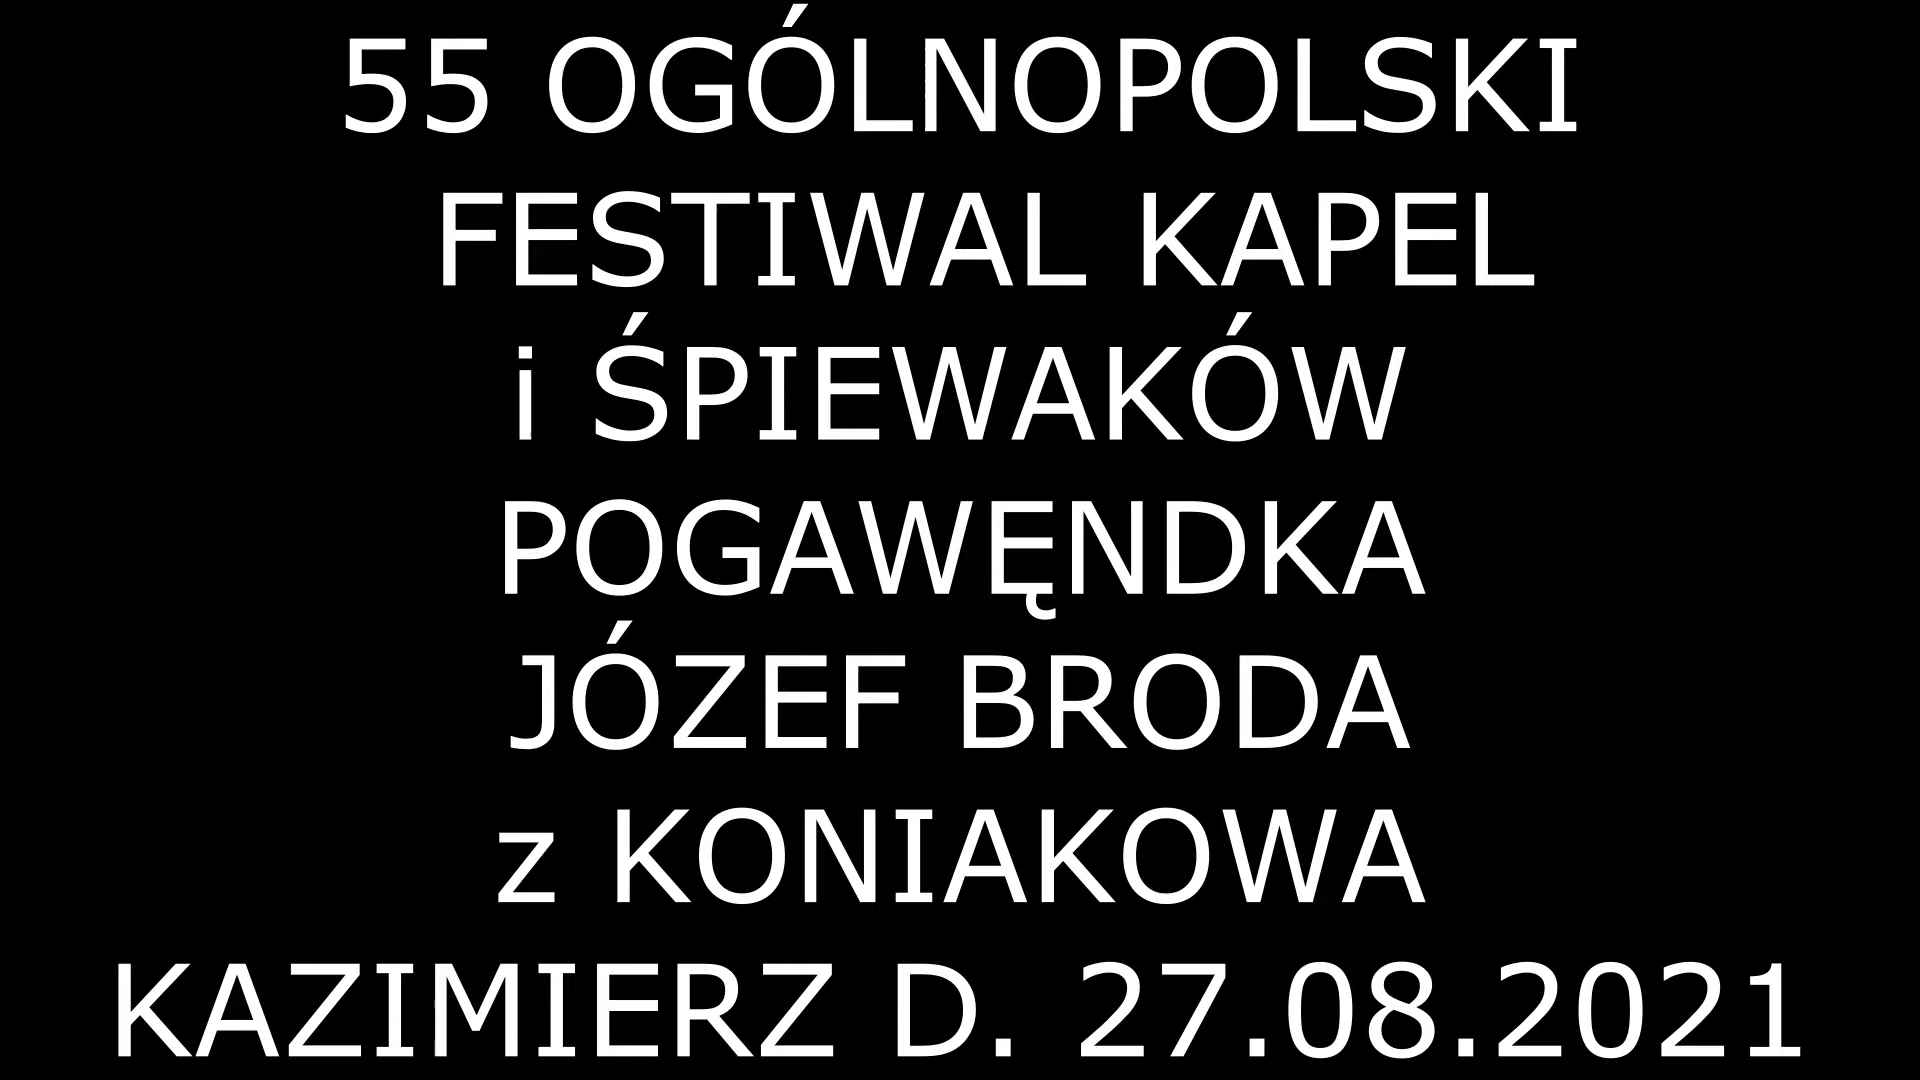 55 OGÓLNOPOLSKI
FESTIWAL KAPEL
i ŚPIEWAKÓW
POGAWĘNDKA
JÓZEF BRODA
z KONIAKOWA
KAZIMIERZ D. 27.08.2021